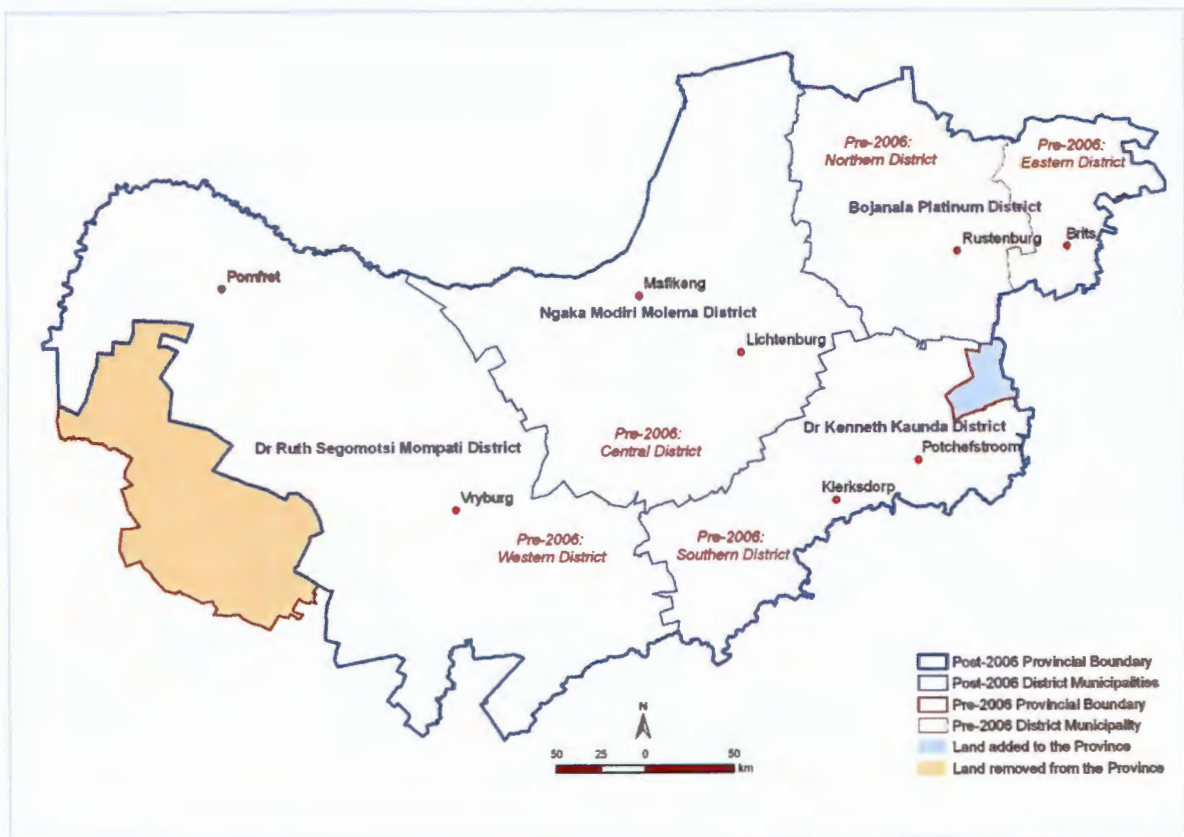 Pre-2006:
Northern District
Pre-2006:
Eastern District
Bojanala Platinum District
Rustenburg
Brits
Pomfret
Mafikeng
Ngaka Modiri Molema District
Lichtenburg
Dr Ruth Segomotsi Mompati District
Pre-2006:
Central District
Dr Kenneth Kaunda District
Potchefstroom
Klerksdorp
Vryburg
Pre-2006:
Western District
Pre-2006:
Southern District
Post-2006 Provincial Boundary
Post-2006 District Municipalities
Pre-2006 Provincial Boundary
Pre-2006 District Municipality
Land added to the Province
Land removed from the Province
N
50 25 0 50
km